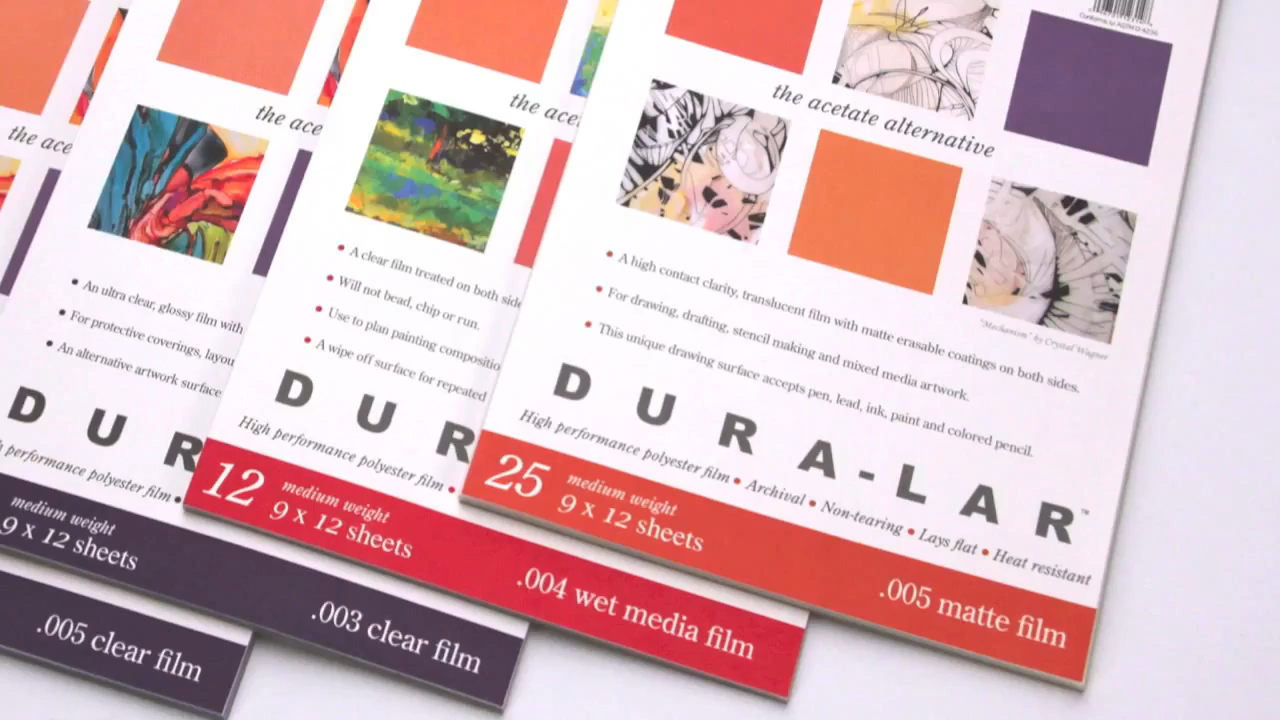 Conforms to ASTM D 4236
the acetate alternative
"Mechanism" by Crystal Wagner
A high contact clarity, translucent film with matte erasable coatings on both sides.
For drawing, drafting, stencil making and mixed media artwork.
This unique drawing surface accepts pen, lead, ink, paint and colored pencil.
DURA-LAR™
High performance polyester film • Archival • Non-tearing • Lays flat • Heat resistant
25 medium weight
9 x 12 sheets
.005 matte film
the ace
A clear film treated on both side
Will not bead, chip or run.
Use to plan painting compositio
A wipe off surface for repeated
DUR
High performance polyester film •
12 medium weight
9 x 12 sheets
.004 wet media film
the ace
An ultra clear, glossy film with
For protective coverings, layou
An alternative artwork surface
DUR
performance polyester film •
medium weight
9 x 12 sheets
.003 clear film
the ace
.005 clear film